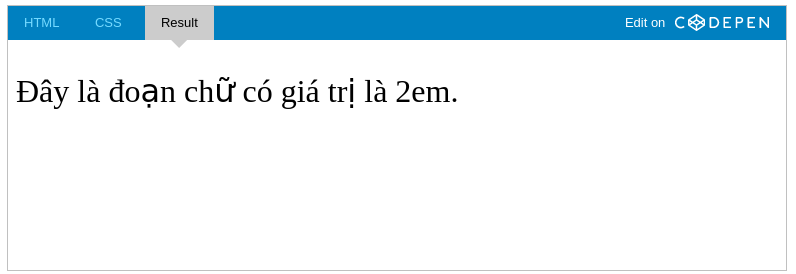 HTML CSS Result Edit on CODEPEN
Đây là đoạn chữ có giá trị là 2em.